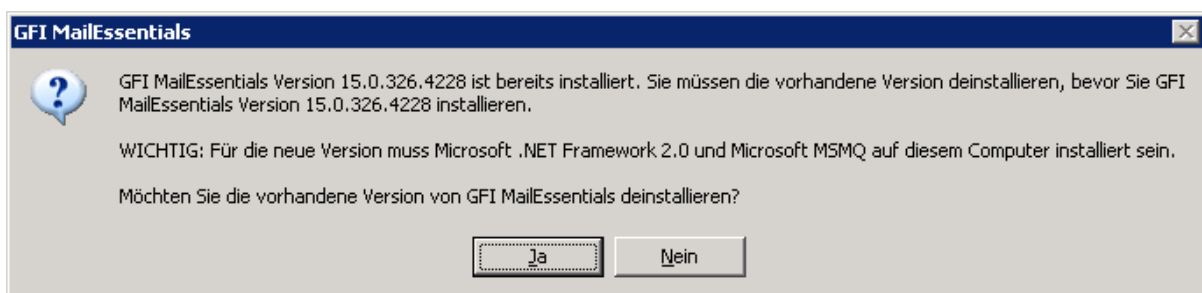 GFI MailEssentials
GFI MailEssentials Version 15.0.326.4228 ist bereits installiert. Sie müssen die vorhandene Version deinstallieren, bevor Sie GFI
MailEssentials Version 15.0.326.4228 installieren.
WICHTIG: Für die neue Version muss Microsoft .NET Framework 2.0 und Microsoft MSMQ auf diesem Computer installiert sein.
Möchten Sie die vorhandene Version von GFI MailEssentials deinstallieren?
Ja Nein